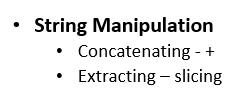 • String Manipulation
• Concatenating - +
• Extracting – slicing